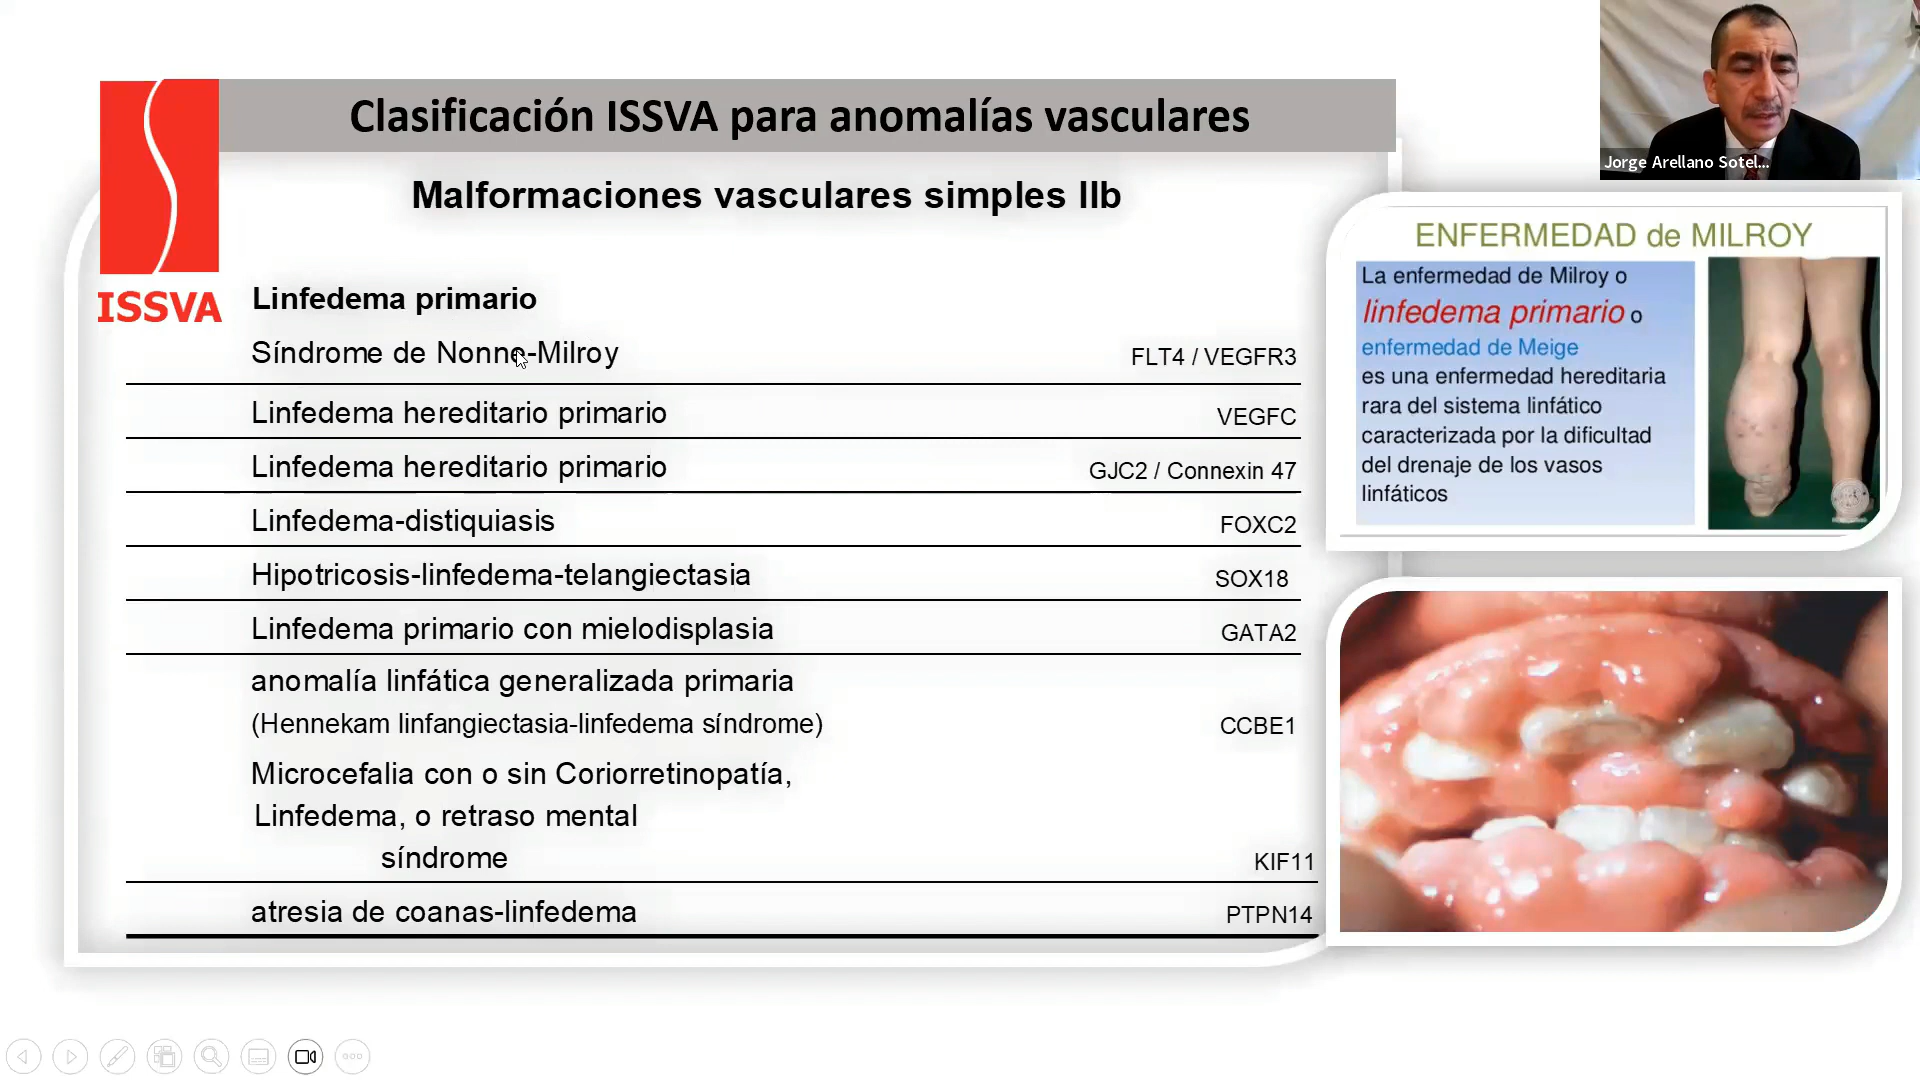 Clasificación ISSVA para anomalías vasculares
ISSVA
Malformaciones vasculares simples IIb
Linfedema primario
Síndrome de Nonne-Milroy FLT4 / VEGFR3
Linfedema hereditario primario VEGFC
Linfedema hereditario primario GJC2 / Connexin 47
Linfedema-distiquiasis FOXC2
Hipotricosis-linfedema-telangiectasia SOX18
Linfedema primario con mielodisplasia GATA2
anomalía linfática generalizada primaria
(Hennekam linfangiectasia-linfedema síndrome) CCBE1
Microcefalia con o sin Coriorretinopatía,
Linfedema, o retraso mental
síndrome KIF11
atresia de coanas-linfedema PTPN14
Jorge Arellano Sotel...
ENFERMEDAD de MILROY
La enfermedad de Milroy o
linfedema primario o
enfermedad de Meige
es una enfermedad hereditaria
rara del sistema linfático
caracterizada por la dificultad
del drenaje de los vasos
linfáticos